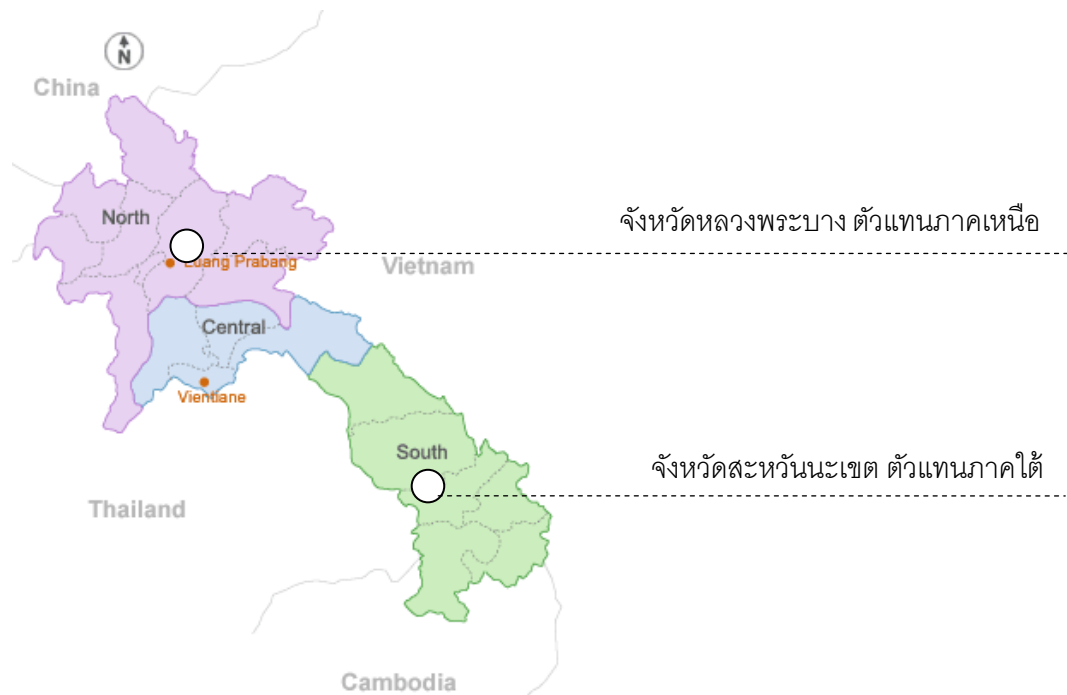 N
China
จังหวัดหลวงพระบาง ตัวแทนภาคเหนือ
North
Luang Prabang
Vietnam
Central
Vientiane
South
จังหวัดสะหวันนะเขต ตัวแทนภาคใต้
Thailand
Cambodia